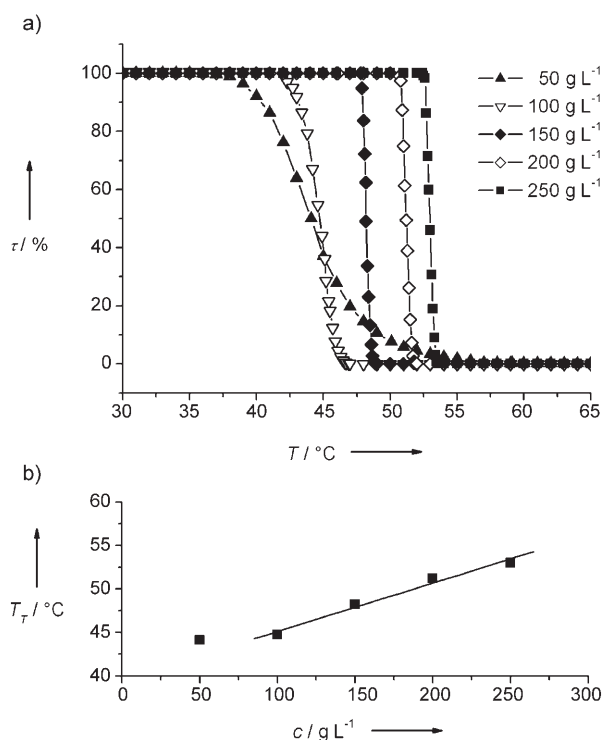 a)
100
80
60
40
20
0
τ / %
50 g L⁻¹
100 g L⁻¹
150 g L⁻¹
200 g L⁻¹
250 g L⁻¹
30 35 40 45 50 55 60 65
T / °C
b)
60
55
50
45
40
T_T / °C
0 50 100 150 200 250 300
c / g L⁻¹